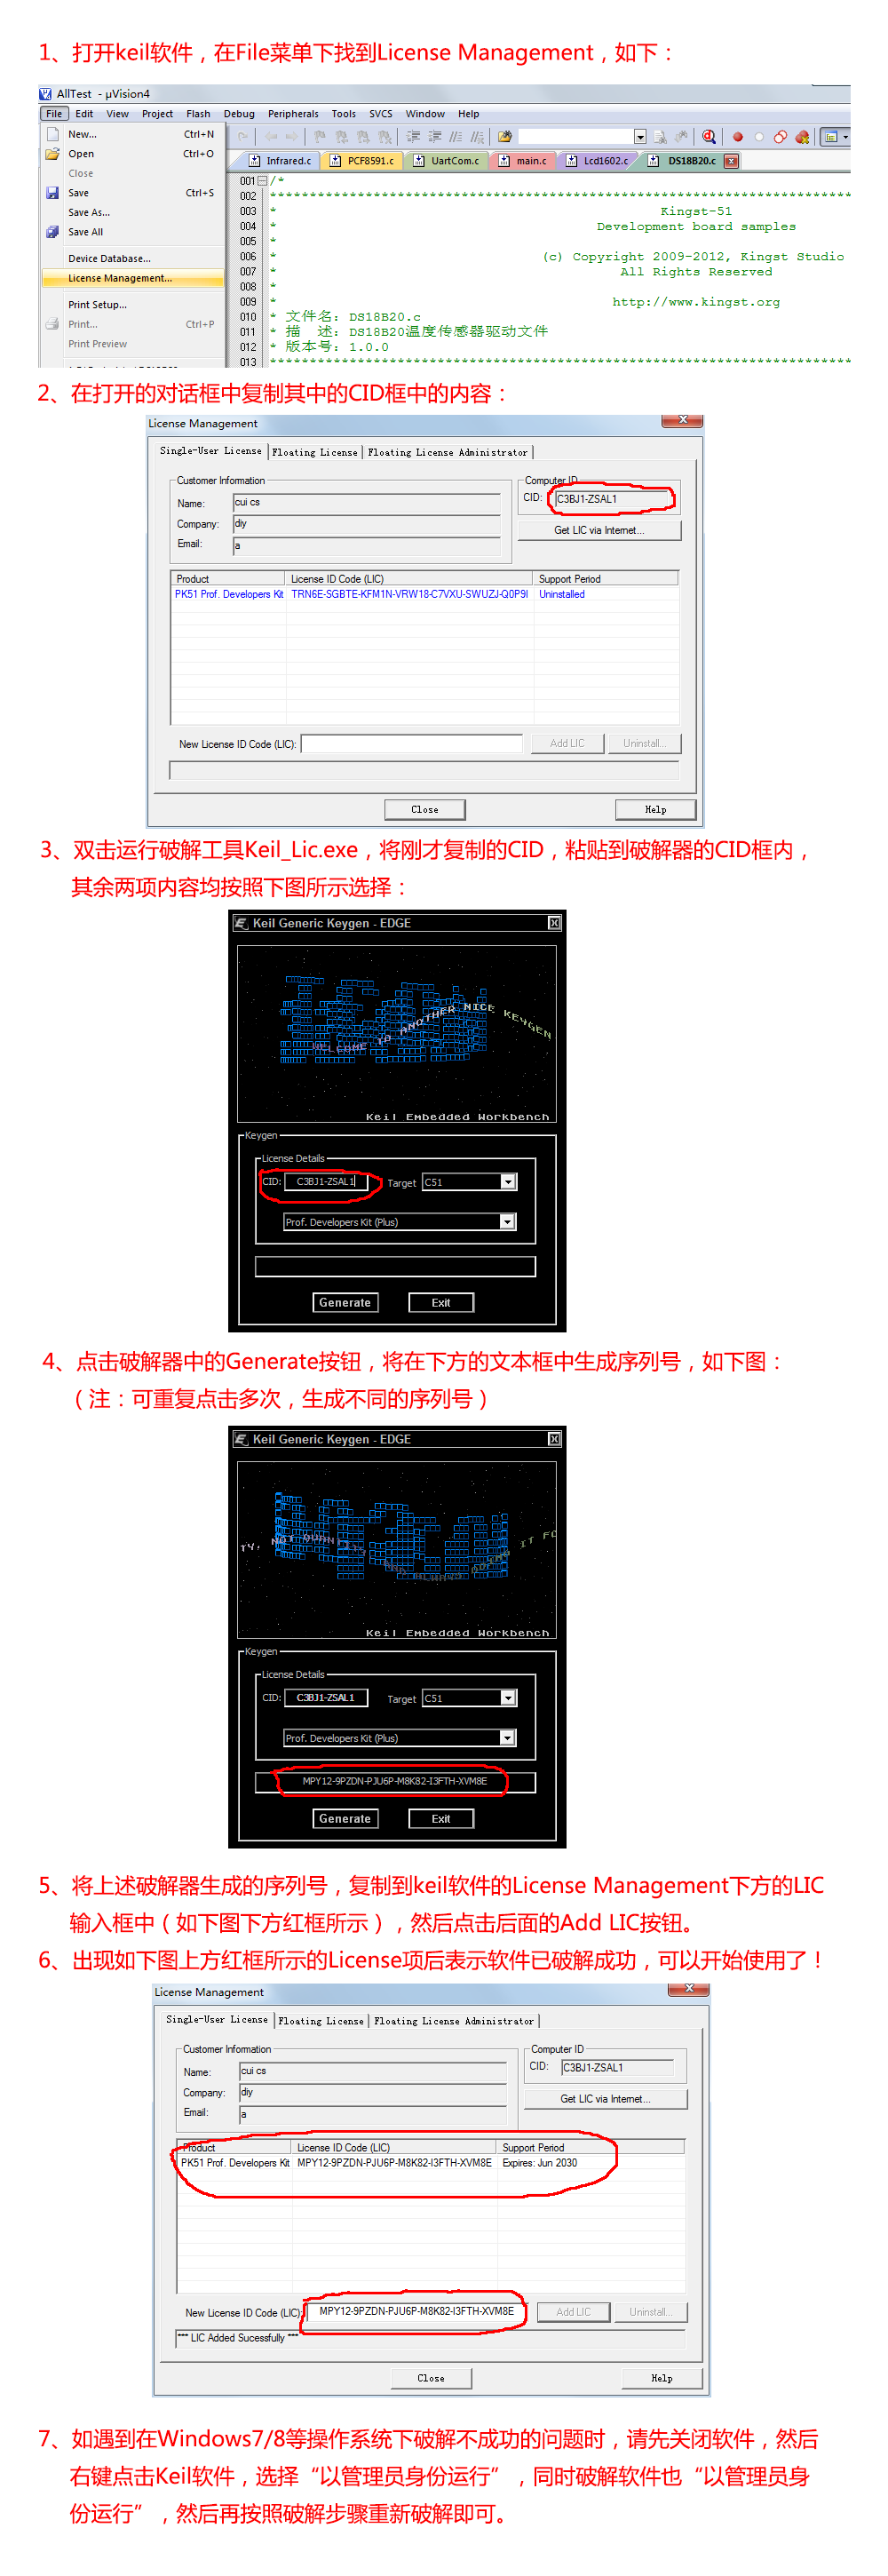 1、打开keil软件，在File菜单下找到License Management，如下：
AllTest - µVision4
File Edit View Project Flash Debug Peripherals Tools SVCS Window Help
New... Ctrl+N
Open Ctrl+O
Close
Save Ctrl+S
Save As...
Save All
Device Database...
License Management...
Print Setup...
Print... Ctrl+P
Print Preview
Infrared.c PCF8591.c UartCom.c main.c Lcd1602.c DS18B20.c
001 /*
002 *******************************************************************************
003 * Kingst-51
004 * Development board samples
005 *
006 * (c) Copyright 2009-2012, Kingst Studio
007 * All Rights Reserved
008 *
009 * http://www.kingst.org
010 * 文件名：DS18B20.c
011 * 描　述：DS18B20温度传感器驱动文件
012 * 版本号：1.0.0
013 *******************************************************************************
2、在打开的对话框中复制其中的CID框中的内容：
License Management
Single-User License Floating License Floating License Administrator
Customer Information
Name: cui cs
Company: diy
Email: a
Computer ID
CID: C3BJ1-ZSAL1
Get LIC via Internet...
Product License ID Code (LIC) Support Period
PK51 Prof. Developers Kit TRN6E-SGBTE-KFM1N-VRW18-C7VXU-SWUZJ-Q0P9I Uninstalled
New License ID Code (LIC): Add LIC Uninstall...
Close Help
3、双击运行破解工具Keil_Lic.exe，将刚才复制的CID，粘贴到破解器的CID框内，
其余两项内容均按照下图所示选择：
Keil Generic Keygen - EDGE
WELCOME TO ANOTHER NICE KEYGEN
Keil Embedded Workbench
Keygen
License Details
CID: C3BJ1-ZSAL1 Target C51
Prof. Developers Kit (Plus)
Generate Exit
4、点击破解器中的Generate按钮，将在下方的文本框中生成序列号，如下图：
（注：可重复点击多次，生成不同的序列号）
Keil Generic Keygen - EDGE
TY, NOT QUANTITY AND ALWAYS DOING IT FO
Keil Embedded Workbench
Keygen
License Details
CID: C3BJ1-ZSAL1 Target C51
Prof. Developers Kit (Plus)
MPY12-9PZDN-PJU6P-M8K82-I3FTH-XVM8E
Generate Exit
5、将上述破解器生成的序列号，复制到keil软件的License Management下方的LIC
输入框中（如下图下方红框所示），然后点击后面的Add LIC按钮。
6、出现如下图上方红框所示的License项后表示软件已破解成功，可以开始使用了！
License Management
Single-User License Floating License Floating License Administrator
Customer Information
Name: cui cs
Company: diy
Email: a
Computer ID
CID: C3BJ1-ZSAL1
Get LIC via Internet...
Product License ID Code (LIC) Support Period
PK51 Prof. Developers Kit MPY12-9PZDN-PJU6P-M8K82-I3FTH-XVM8E Expires: Jun 2030
New License ID Code (LIC): MPY12-9PZDN-PJU6P-M8K82-I3FTH-XVM8E Add LIC Uninstall...
*** LIC Added Sucessfully ***
Close Help
7、如遇到在Windows7/8等操作系统下破解不成功的问题时，请先关闭软件，然后
右键点击Keil软件，选择“以管理员身份运行”，同时破解软件也“以管理员身
份运行”，然后再按照破解步骤重新破解即可。